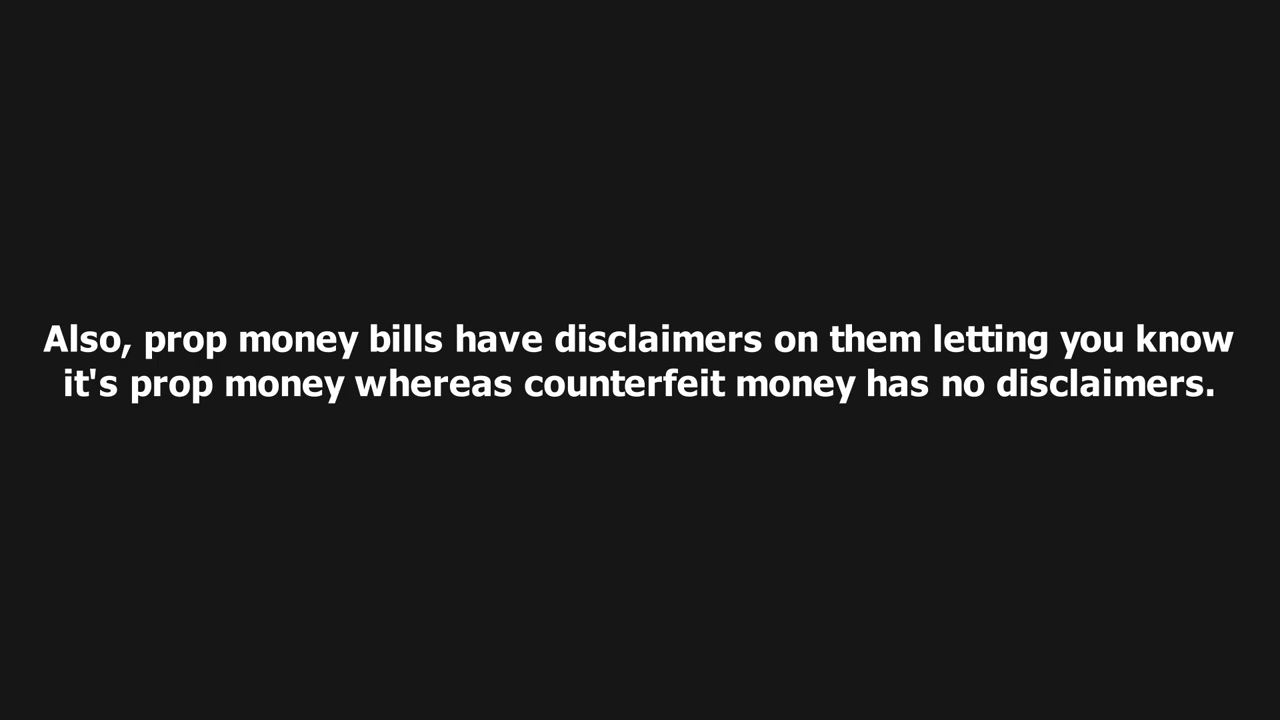 Also, prop money bills have disclaimers on them letting you know
it's prop money whereas counterfeit money has no disclaimers.